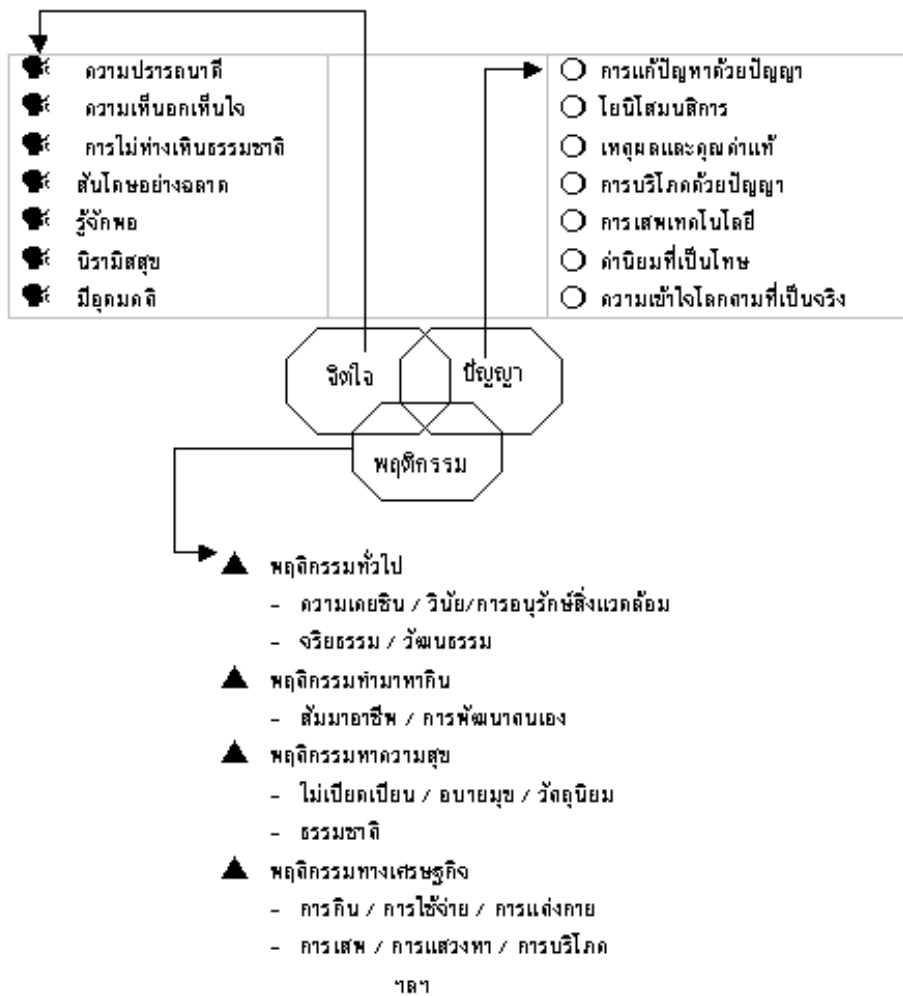 ความปรารถนาดี
ความเห็นอกเห็นใจ
การไม่ห่างเหินธรรมชาติ
สันโดษอย่างฉลาด
รู้จักพอ
นิรามิสสุข
มีอุดมคติ
การแก้ปัญหาด้วยปัญญา
โยนิโสมนสิการ
เหตุผลและคุณค่าแท้
การบริโภคด้วยปัญญา
การเสพเทคโนโลยี
ค่านิยมที่เป็นโทษ
ความเข้าใจโลกตามที่เป็นจริง
จิตใจ
ปัญญา
พฤติกรรม
พฤติกรรมทั่วไป
- ความเคยชิน / วินัย/การอนุรักษ์สิ่งแวดล้อม
- จริยธรรม / วัฒนธรรม
พฤติกรรมทำมาหากิน
- สัมมาอาชีพ / การพัฒนาตนเอง
พฤติกรรมหาความสุข
- ไม่เบียดเบียน / อบายมุข / วัตถุนิยม
- ธรรมชาติ
พฤติกรรมทางเศรษฐกิจ
- การกิน / การใช้จ่าย / การแต่งกาย
- การเสพ / การแสวงหา / การบริโภค
ฯลฯ